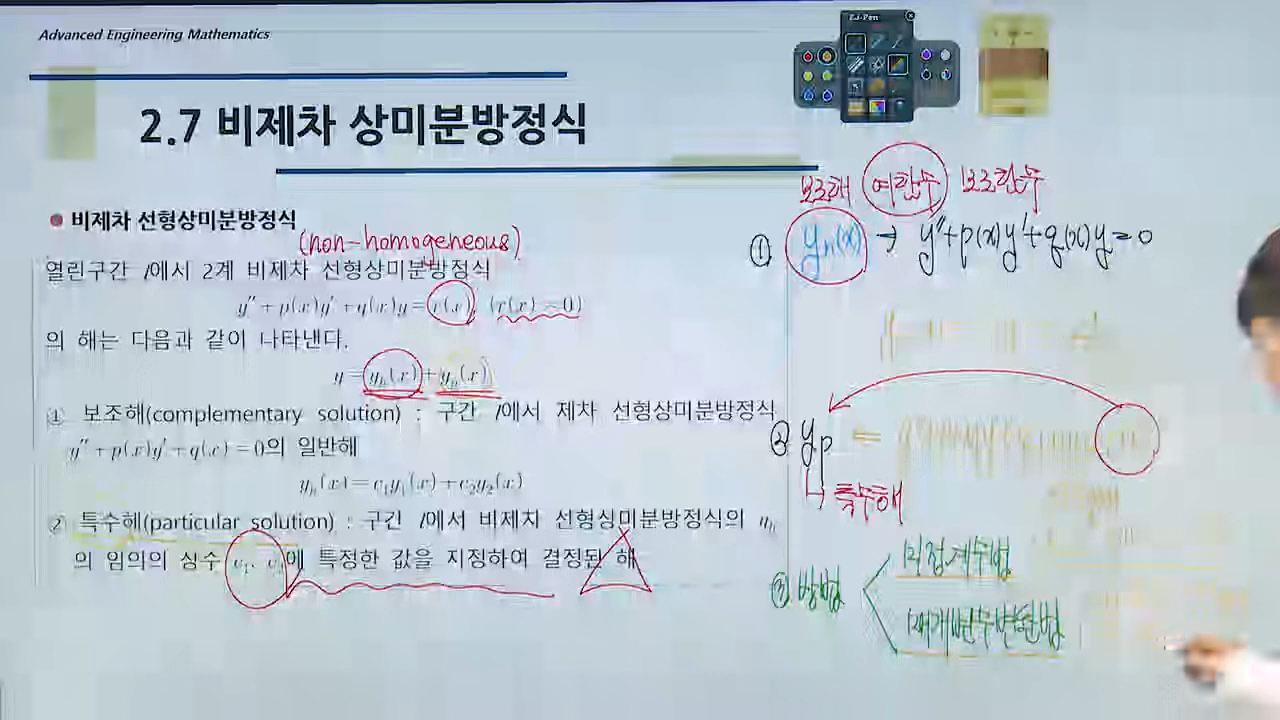 Advanced Engineering Mathematics
EZ-Pen
2.7 비제차 상미분방정식
비제차 선형상미분방정식
(non-homogeneous)
열린구간 I에서 2계 비제차 선형상미분방정식
y″ + p(x)y′ + q(x)y = r(x), (r(x) ≠ 0)
의 해는 다음과 같이 나타낸다.
y = y_h(x) + y_p(x)
① 보조해(complementary solution) : 구간 I에서 제차 선형상미분방정식
y″ + p(x)y′ + q(x) = 0의 일반해
y_h(x) = c₁y₁(x) + c₂y₂(x)
② 특수해(particular solution) : 구간 I에서 비제차 선형상미분방정식의 y_h
의 임의의 상수 c₁, c₂에 특정한 값을 지정하여 결정된 해
보조해 여함수 보조함수
① y_h(x) → y″+p(x)y′+q(x)y=0
② y_p =
특수해
③ 방법
미정계수법
매개변수변환법